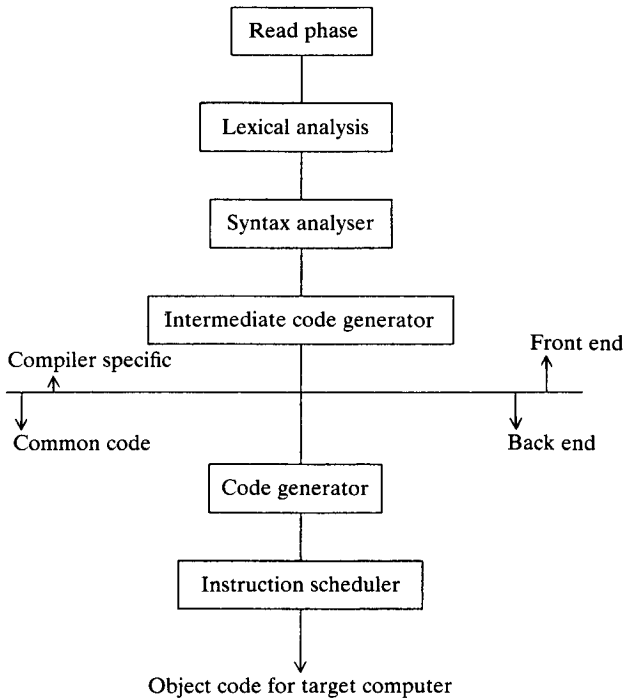 Read phase
Lexical analysis
Syntax analyser
Intermediate code generator
Front end
Compiler specific
Common code
Back end
Code generator
Instruction scheduler
Object code for target computer